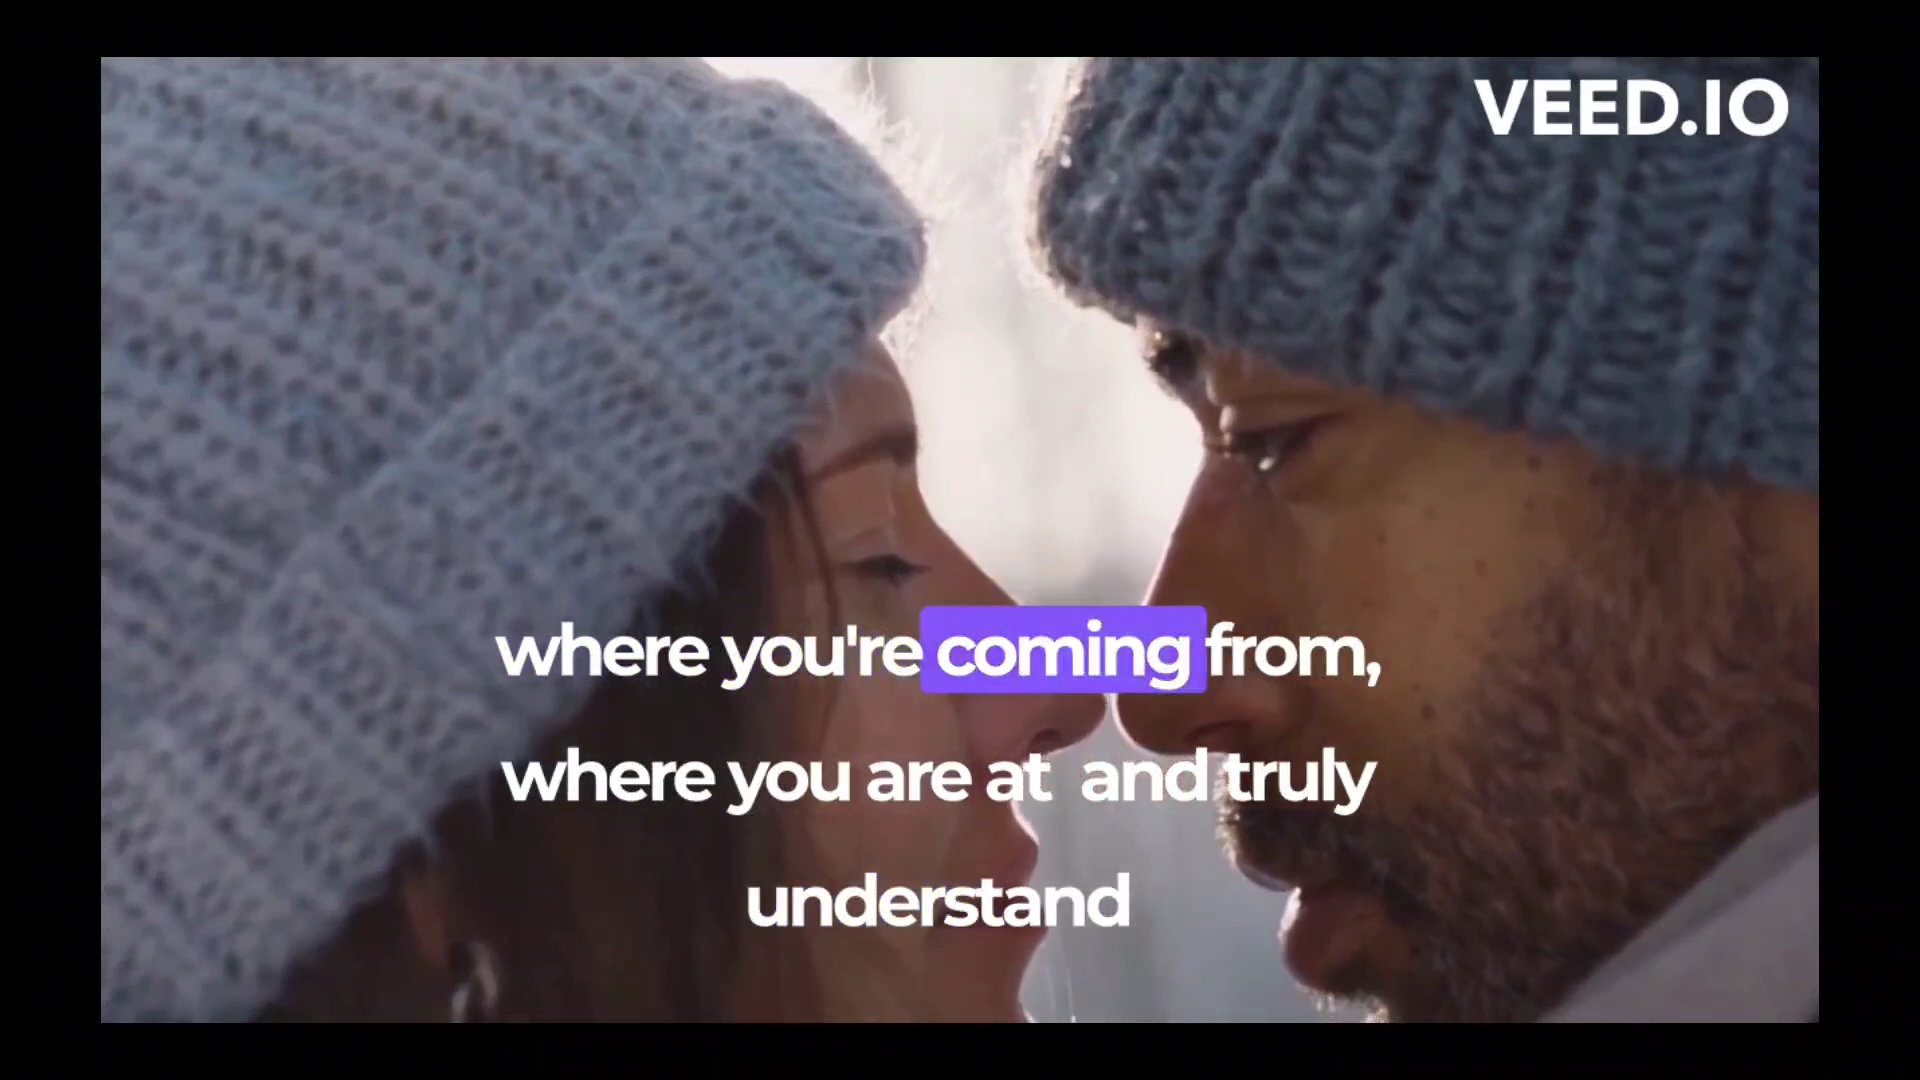 VEED.IO
where you're coming from,
where you are at and truly
understand